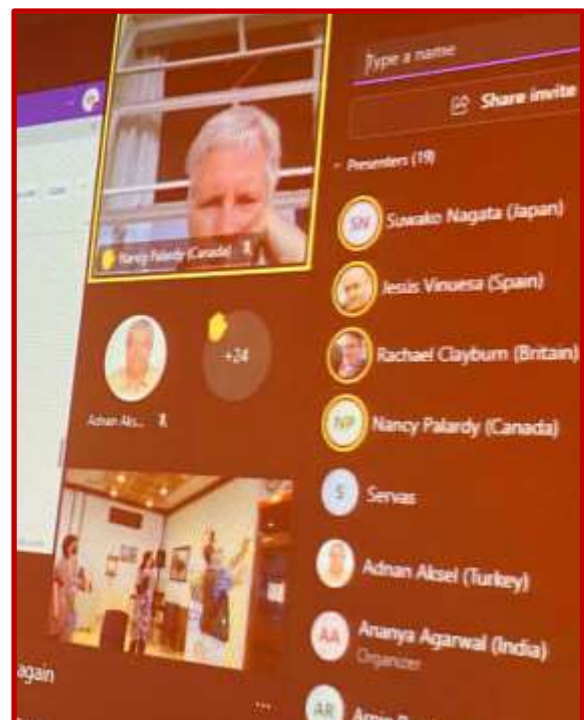 Type a name
Share invite
Presenters (19)
SN
Suwako Nagata (Japan)
Jesús Vinuesa (Spain)
Rachael Clayburn (Britain)
NP
Nancy Palardy (Canada)
S
Servas
Adnan Aksel (Turkey)
AA
Ananya Agarwal (India)
Organizer
AR
Nancy Palardy (Canada)
Adnan Aks...
+24
again
...